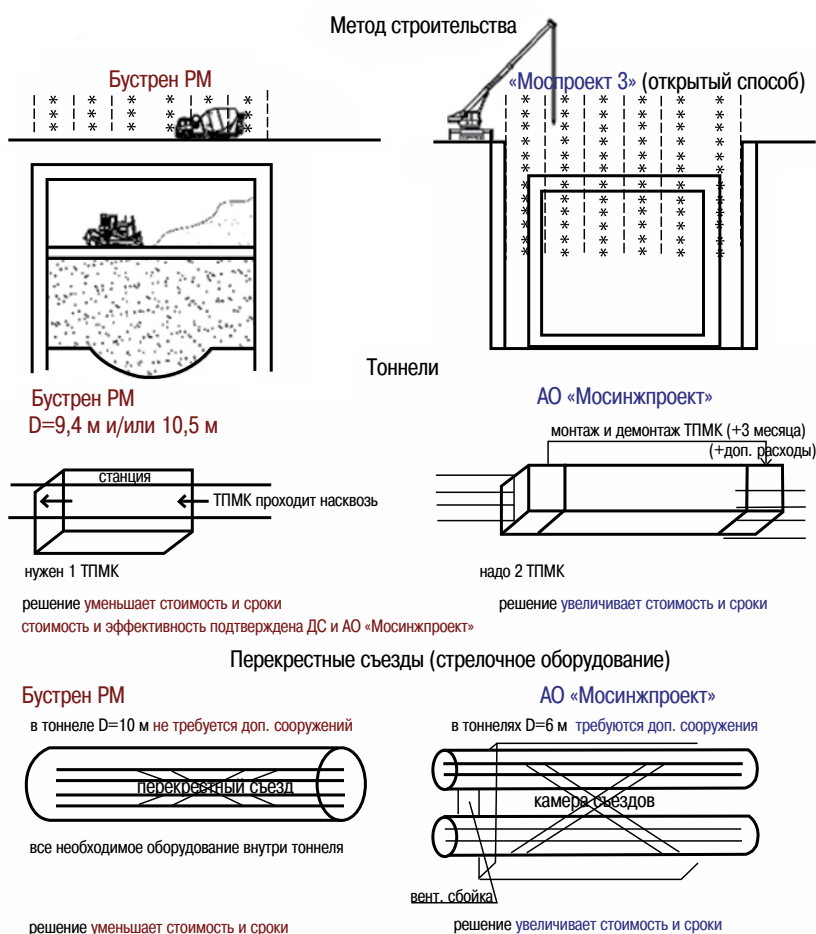 Метод строительства
Бустрен РМ
«Моспроект 3» (открытый способ)
Тоннели
Бустрен РМ
D=9,4 м и/или 10,5 м
АО «Мосинжпроект»
монтаж и демонтаж ТПМК (+3 месяца)
(+доп. расходы)
станция
ТПМК проходит насквозь
нужен 1 ТПМК
надо 2 ТПМК
решение уменьшает стоимость и сроки
решение увеличивает стоимость и сроки
стоимость и эффективность подтверждена ДС и АО «Мосинжпроект»
Перекрестные съезды (стрелочное оборудование)
Бустрен РМ
АО «Мосинжпроект»
в тоннеле D=10 м не требуется доп. сооружений
в тоннелях D=6 м требуются доп. сооружения
перекрестный съезд
камера съездов
все необходимое оборудование внутри тоннеля
вент. сбойка
решение уменьшает стоимость и сроки
решение увеличивает стоимость и сроки